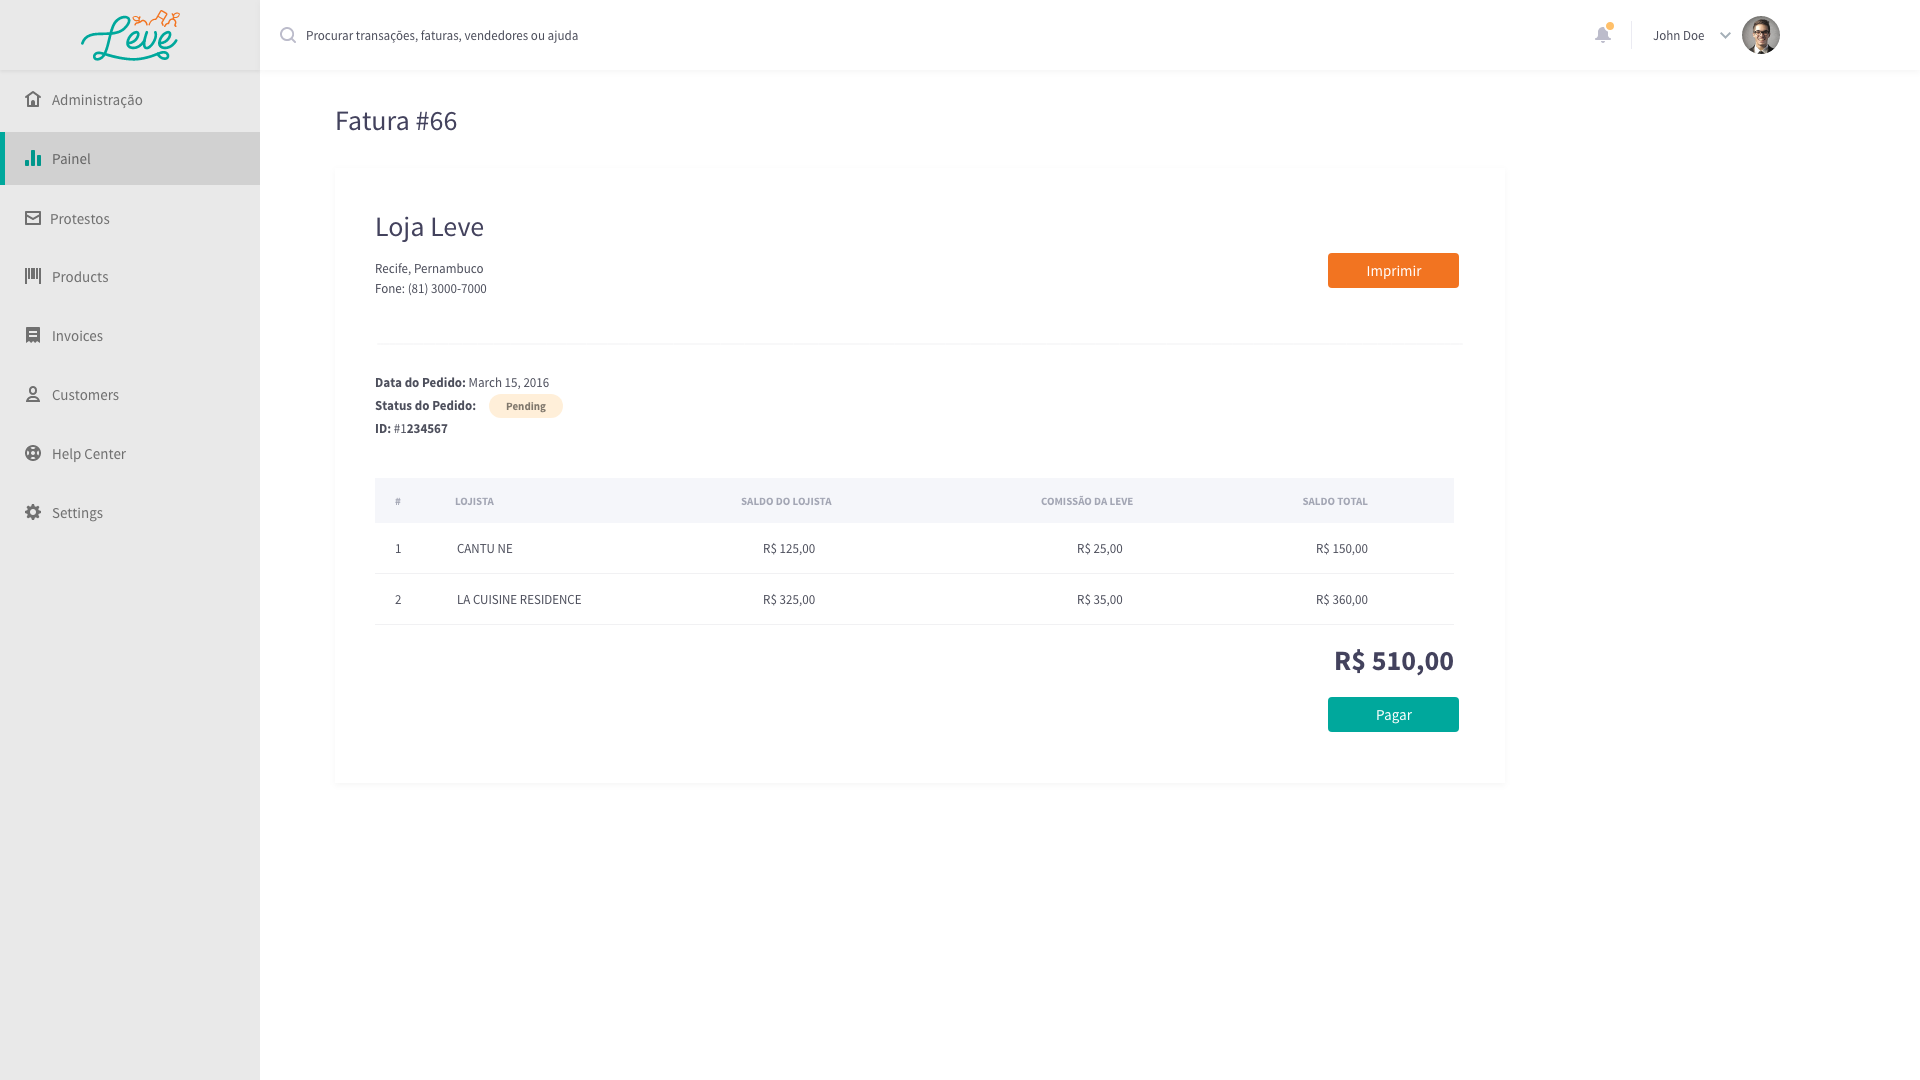 Leve
Procurar transações, faturas, vendedores ou ajuda
John Doe
Administração
Painel
Protestos
Products
Invoices
Customers
Help Center
Settings
Fatura #66
Loja Leve
Recife, Pernambuco
Fone: (81) 3000-7000
Imprimir
Data do Pedido: March 15, 2016
Status do Pedido: Pending
ID: #1234567
# LOJISTA SALDO DO LOJISTA COMISSÃO DA LEVE SALDO TOTAL
1 CANTU NE R$ 125,00 R$ 25,00 R$ 150,00
2 LA CUISINE RESIDENCE R$ 325,00 R$ 35,00 R$ 360,00
R$ 510,00
Pagar